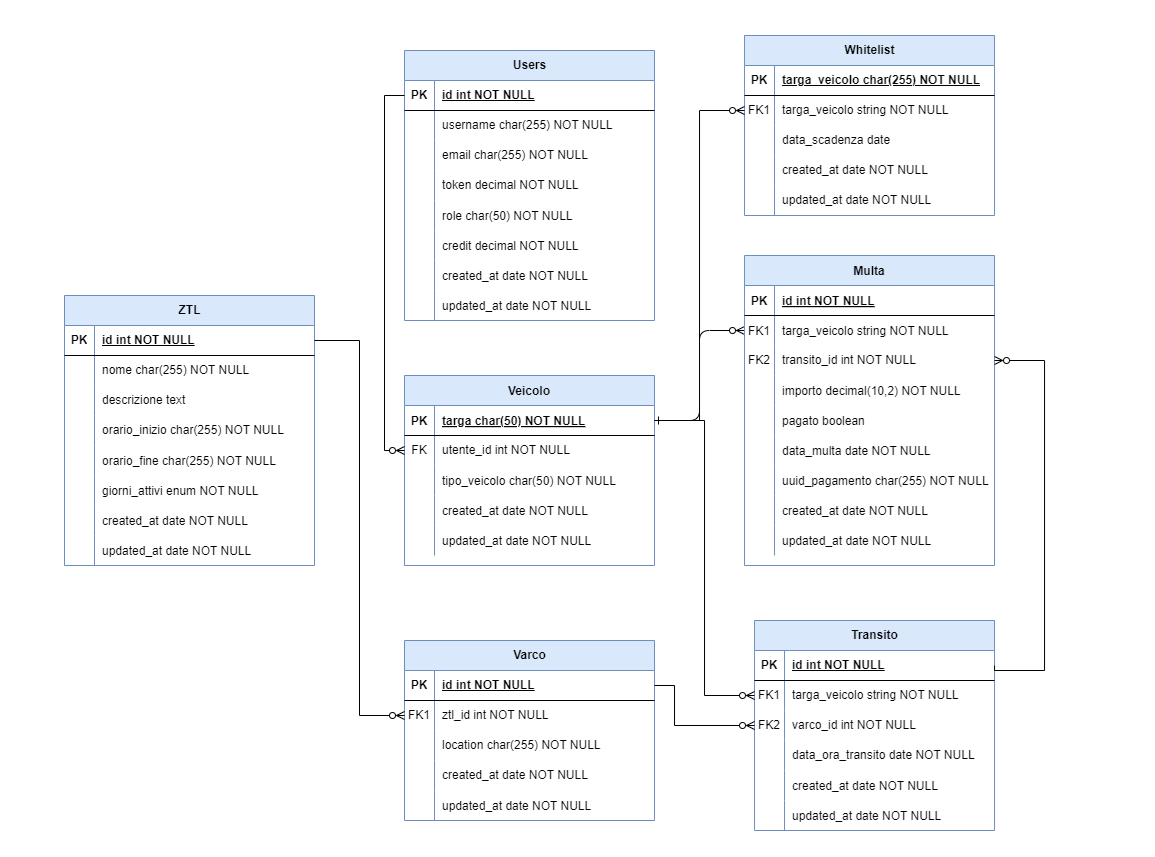 Users
PK id int NOT NULL
username char(255) NOT NULL
email char(255) NOT NULL
token decimal NOT NULL
role char(50) NOT NULL
credit decimal NOT NULL
created_at date NOT NULL
updated_at date NOT NULL
Whitelist
PK targa_veicolo char(255) NOT NULL
FK1 targa_veicolo string NOT NULL
data_scadenza date
created_at date NOT NULL
updated_at date NOT NULL
ZTL
PK id int NOT NULL
nome char(255) NOT NULL
descrizione text
orario_inizio char(255) NOT NULL
orario_fine char(255) NOT NULL
giorni_attivi enum NOT NULL
created_at date NOT NULL
updated_at date NOT NULL
Veicolo
PK targa char(50) NOT NULL
FK utente_id int NOT NULL
tipo_veicolo char(50) NOT NULL
created_at date NOT NULL
updated_at date NOT NULL
Multa
PK id int NOT NULL
FK1 targa_veicolo string NOT NULL
FK2 transito_id int NOT NULL
importo decimal(10,2) NOT NULL
pagato boolean
data_multa date NOT NULL
uuid_pagamento char(255) NOT NULL
created_at date NOT NULL
updated_at date NOT NULL
Varco
PK id int NOT NULL
FK1 ztl_id int NOT NULL
location char(255) NOT NULL
created_at date NOT NULL
updated_at date NOT NULL
Transito
PK id int NOT NULL
FK1 targa_veicolo string NOT NULL
FK2 varco_id int NOT NULL
data_ora_transito date NOT NULL
created_at date NOT NULL
updated_at date NOT NULL